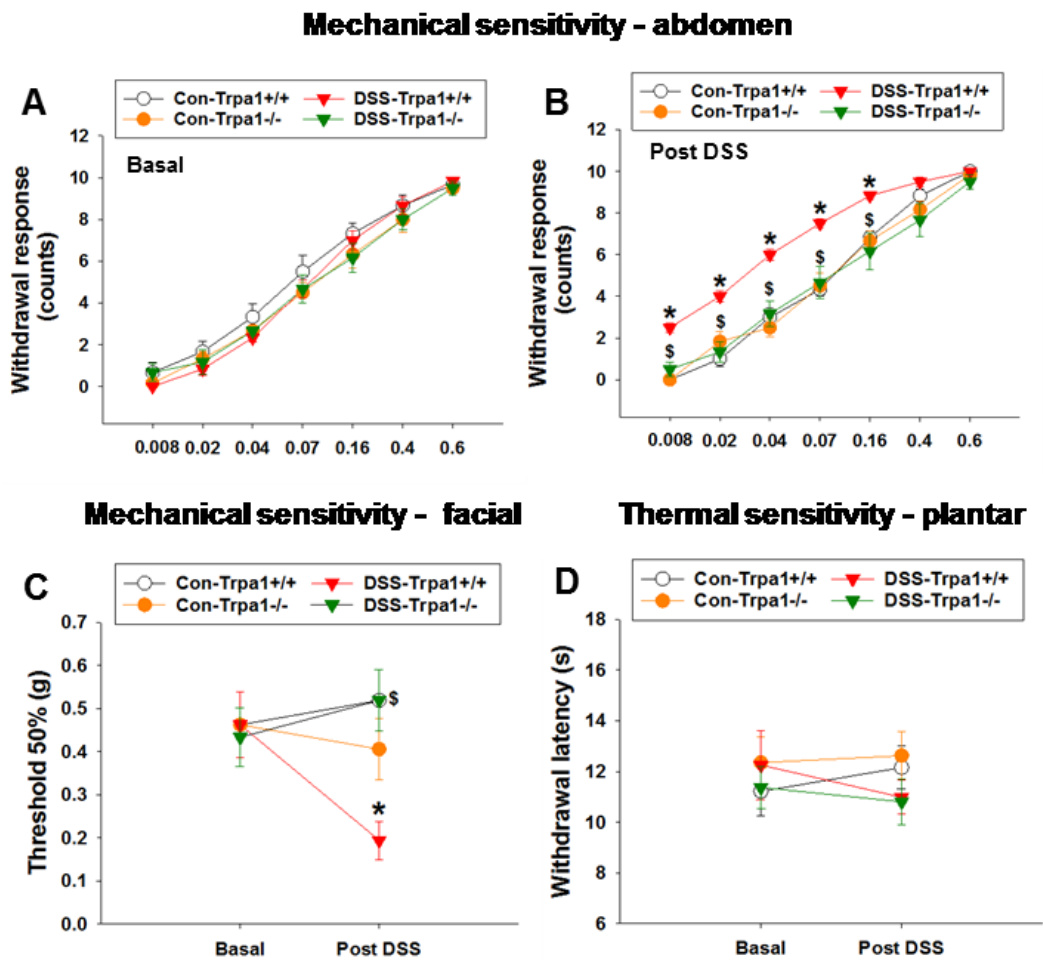 Mechanical sensitivity - abdomen
A
Con-Trpa1+/+ DSS-Trpa1+/+
Con-Trpa1-/- DSS-Trpa1-/-
Basal
Withdrawal response
(counts)
12
10
8
6
4
2
0
0.008 0.02 0.04 0.07 0.16 0.4 0.6
B
Con-Trpa1+/+ DSS-Trpa1+/+
Con-Trpa1-/- DSS-Trpa1-/-
Post DSS
Withdrawal response
(counts)
12
10
8
6
4
2
0
* * * * *
$ $ $ $ $
0.008 0.02 0.04 0.07 0.16 0.4 0.6
Mechanical sensitivity - facial
C
Con-Trpa1+/+ DSS-Trpa1+/+
Con-Trpa1-/- DSS-Trpa1-/-
Threshold 50% (g)
0.7
0.6
0.5
0.4
0.3
0.2
0.1
0.0
$
*
Basal Post DSS
Thermal sensitivity - plantar
D
Con-Trpa1+/+ DSS-Trpa1+/+
Con-Trpa1-/- DSS-Trpa1-/-
Withdrawal latency (s)
18
16
14
12
10
8
6
Basal Post DSS